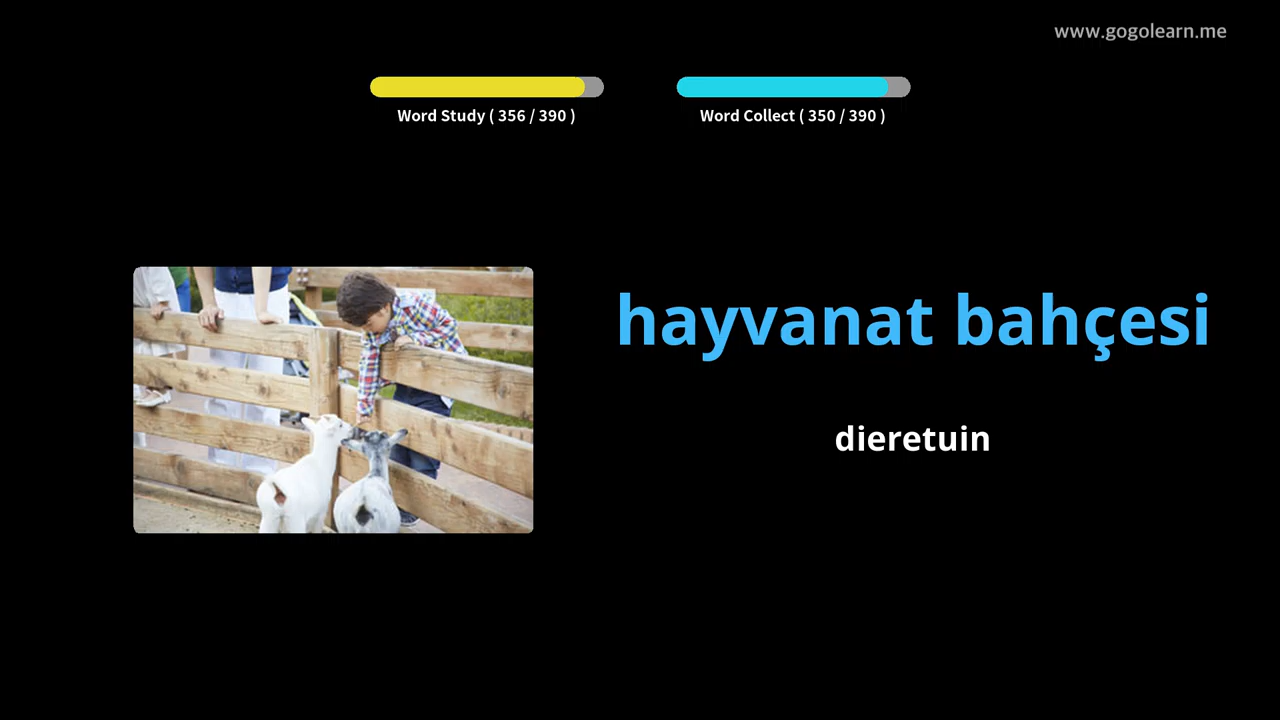 www.gogolearn.me
Word Study ( 356 / 390 )
Word Collect ( 350 / 390 )
hayvanat bahçesi
dieretuin